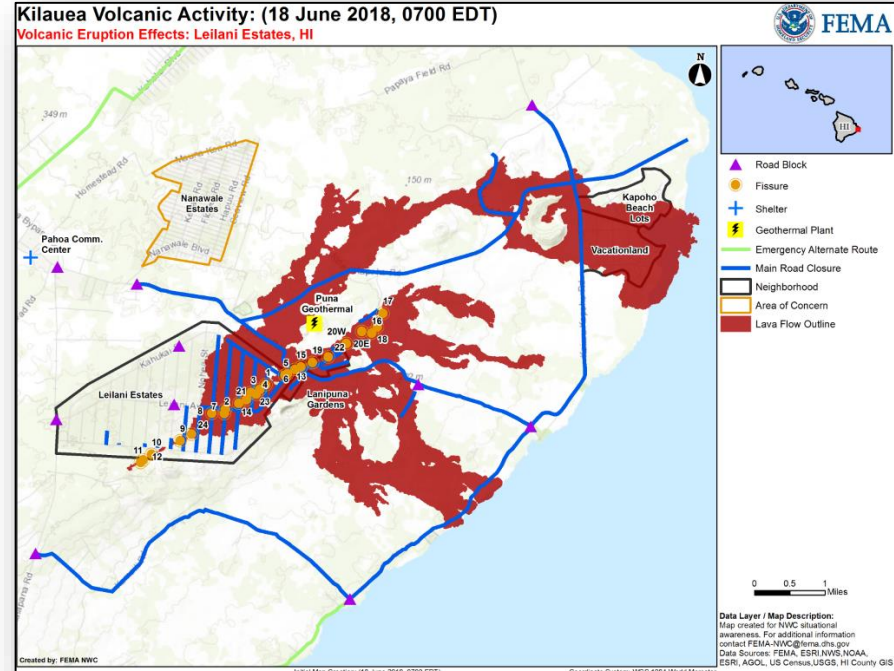 Kilauea Volcanic Activity: (18 June 2018, 0700 EDT)
Volcanic Eruption Effects: Leilani Estates, HI
FEMA
N
HI
Road Block
Fissure
Shelter
Geothermal Plant
Emergency Alternate Route
Main Road Closure
Neighborhood
Area of Concern
Lava Flow Outline
Papaya Field Rd
349 m
Homestead Rd
150 m
Nanawale
Estates
Nanawale Blvd
Pahoa Comm.
Center
Kapoho
Beach
Lots
Vacationland
Puna
Geothermal
17
16
18
20W
20E
22
19
15
13
5
6
1
3
4
21
23
14
2
7
8
24
9
10
11
12
Leilani Estates
Lanipuna
Gardens
0 0.5 1
Miles
Data Layer / Map Description:
Map created for NWC situational
awareness. For additional information
contact FEMA-NWC@fema.dhs.gov
Data Sources: FEMA, ESRI,NWS,NOAA,
ESRI, AGOL, US Census,USGS, HI County,GIS
Created by: FEMA NWC